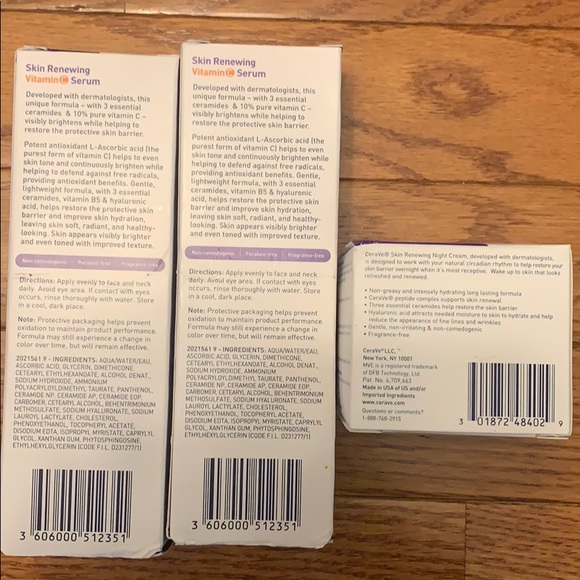 Skin Renewing
Vitamin C Serum
Developed with dermatologists, this
unique formula – with 3 essential
ceramides & 10% pure vitamin C –
visibly brightens while helping to
restore the protective skin barrier.
Potent antioxidant L-Ascorbic acid (the
purest form of vitamin C) helps to even
skin tone and continuously brighten while
helping to defend against free radicals,
providing antioxidant benefits. Gentle,
lightweight formula, with 3 essential
ceramides, vitamin B5 & hyaluronic
acid, helps restore the protective skin
barrier and improve skin hydration,
leaving skin soft, radiant, and healthy-
looking. Skin appears visibly brighter
and even toned with improved texture.
Non-comedogenic | Paraben-free | Fragrance-free
Directions: Apply evenly to face and neck
daily. Avoid eye area. If contact with eyes
occurs, rinse thoroughly with water. Store
in a cool, dark place.
Note: Protective packaging helps prevent
oxidation to maintain product performance.
Formula may still experience a change in
color over time, but will remain effective.
2021561 9 - INGREDIENTS: AQUA/WATER/EAU,
ASCORBIC ACID, GLYCERIN, DIMETHICONE,
CETEARYL ETHYLHEXANOATE, ALCOHOL DENAT.,
SODIUM HYDROXIDE, AMMONIUM
POLYACRYLOYLDIMETHYL TAURATE, PANTHENOL,
CERAMIDE NP, CERAMIDE AP, CERAMIDE EOP,
CARBOMER, CETEARYL ALCOHOL, BEHENTRIMONIUM
METHOSULFATE, SODIUM HYALURONATE, SODIUM
LAUROYL LACTYLATE, CHOLESTEROL,
PHENOXYETHANOL, TOCOPHERYL ACETATE,
DISODIUM EDTA, ISOPROPYL MYRISTATE, CAPRYLYL
GLYCOL, XANTHAN GUM, PHYTOSPHINGOSINE,
ETHYLHEXYLGLYCERIN (CODE F.I.L. D231277/1)
3 606000 512351
Skin Renewing
Vitamin C Serum
Developed with dermatologists, this
unique formula – with 3 essential
ceramides & 10% pure vitamin C –
visibly brightens while helping to
restore the protective skin barrier.
Potent antioxidant L-Ascorbic acid (the
purest form of vitamin C) helps to even
skin tone and continuously brighten while
helping to defend against free radicals,
providing antioxidant benefits. Gentle,
lightweight formula, with 3 essential
ceramides, vitamin B5 & hyaluronic
acid, helps restore the protective skin
barrier and improve skin hydration,
leaving skin soft, radiant, and healthy-
looking. Skin appears visibly brighter
and even toned with improved texture.
Non-comedogenic | Paraben-free | Fragrance-free
Directions: Apply evenly to face and neck
daily. Avoid eye area. If contact with eyes
occurs, rinse thoroughly with water. Store
in a cool, dark place.
Note: Protective packaging helps prevent
oxidation to maintain product performance.
Formula may still experience a change in
color over time, but will remain effective.
2021561 9 - INGREDIENTS: AQUA/WATER/EAU,
ASCORBIC ACID, GLYCERIN, DIMETHICONE,
CETEARYL ETHYLHEXANOATE, ALCOHOL DENAT.,
SODIUM HYDROXIDE, AMMONIUM
POLYACRYLOYLDIMETHYL TAURATE, PANTHENOL,
CERAMIDE NP, CERAMIDE AP, CERAMIDE EOP,
CARBOMER, CETEARYL ALCOHOL, BEHENTRIMONIUM
METHOSULFATE, SODIUM HYALURONATE, SODIUM
LAUROYL LACTYLATE, CHOLESTEROL,
PHENOXYETHANOL, TOCOPHERYL ACETATE,
DISODIUM EDTA, ISOPROPYL MYRISTATE, CAPRYLYL
GLYCOL, XANTHAN GUM, PHYTOSPHINGOSINE,
ETHYLHEXYLGLYCERIN (CODE F.I.L. D231277/1)
3 606000 512351
CeraVe® Skin Renewing Night Cream, developed with dermatologists,
is designed to work with your natural circadian rhythm to help restore your
skin barrier overnight when it's most receptive. Wake up to skin that looks
refreshed and renewed.
• Non-greasy and intensely hydrating long lasting formula
• CeraVe® peptide complex supports skin renewal
• Three essential ceramides help restore the skin barrier
• Hyaluronic acid attracts needed moisture to skin to hydrate and help
reduce the appearance of fine lines and wrinkles
• Gentle, non-irritating & non-comedogenic
• Fragrance-free
CeraVe® LLC.
New York, NY 10001
MVE is a registered trademark
of DFB Technology, Ltd
Pat. No. 6,709,663
Made in USA of US and/or
Imported Ingredients
www.cerave.com
Questions or comments?
1-888-768-2915
3 01872 48402 9